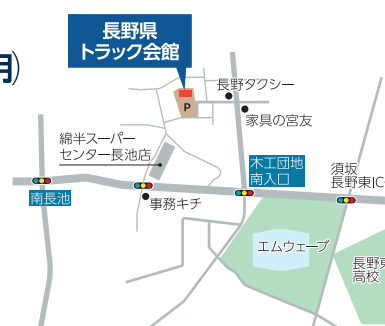 長野県
トラック会館
月)
長野タクシー
P
家具の宮友
綿半スーパー
センター長池店
木工団地
南入口
須坂
長野東IC
南長池
事務キチ
エムウェーブ
長野東
高校